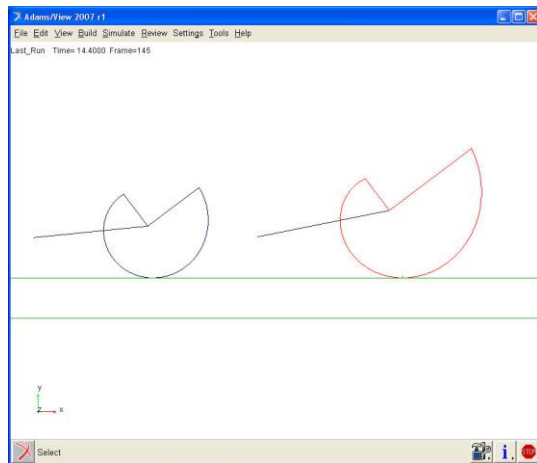 Adams/View 2007 r1
File Edit View Build Simulate Review Settings Tools Help
Last_Run Time= 14.4000 Frame=145
Y
Z X
Select
i
STOP